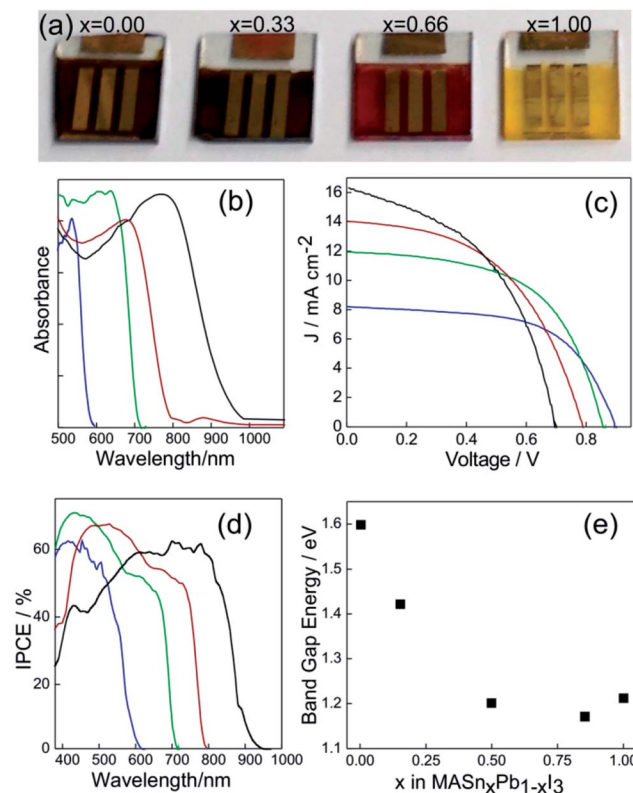 (a) x=0.00 x=0.33 x=0.66 x=1.00
(b)
Absorbance
500 600 700 800 900 1000
Wavelength/nm
(c)
J / mA cm-2
16
14
12
10
8
6
4
2
0
0.0 0.2 0.4 0.6 0.8
Voltage / V
(d)
IPCE / %
60
40
20
0
400 500 600 700 800 900 1000
Wavelength/nm
(e)
Band Gap Energy / eV
1.6
1.5
1.4
1.3
1.2
1.1
0.00 0.25 0.50 0.75 1.00
x in MASnxPb1-xI3